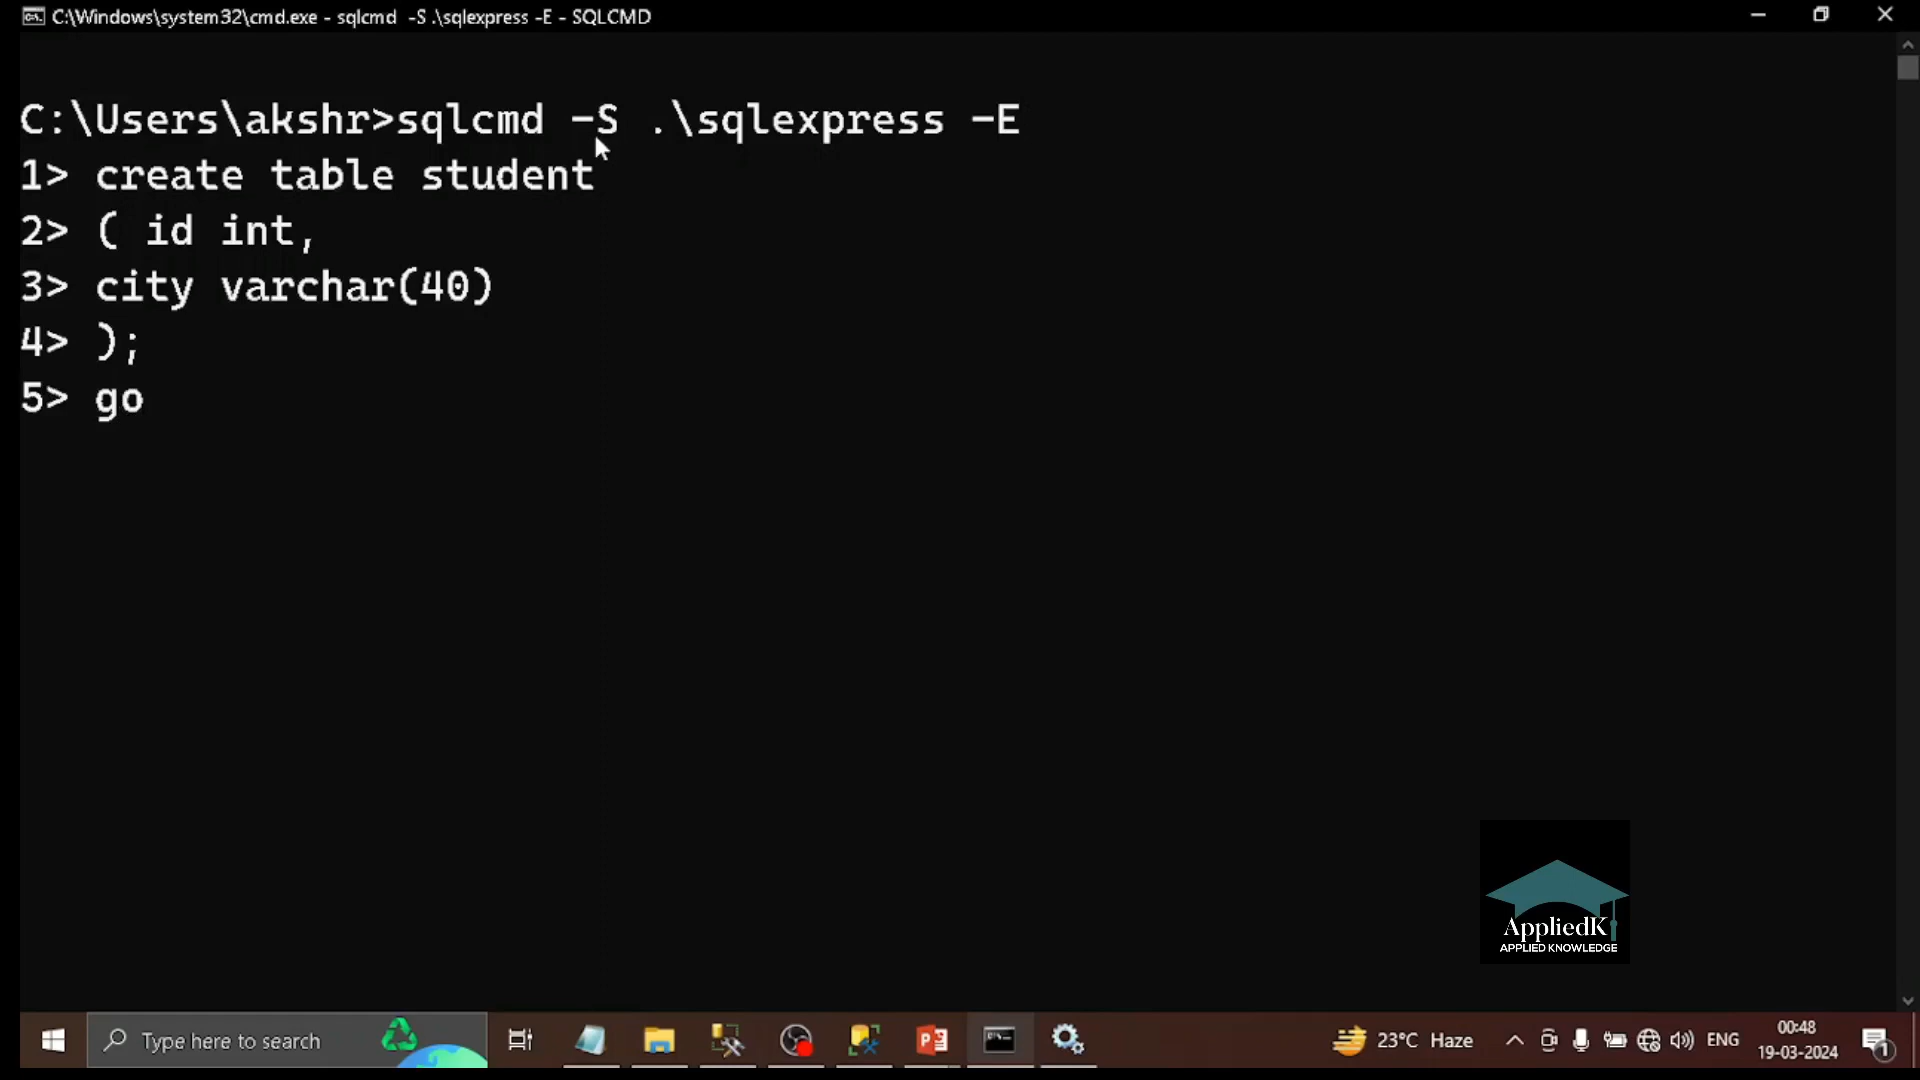 C:\Windows\system32\cmd.exe - sqlcmd -S .\sqlexpress -E - SQLCMD
C:\Users\akshr>sqlcmd -S .\sqlexpress -E
1> create table student
2> ( id int,
3> city varchar(40)
4> );
5> go
AppliedK
APPLIED KNOWLEDGE
Type here to search
23°C Haze
ENG
00:48
19-03-2024
1